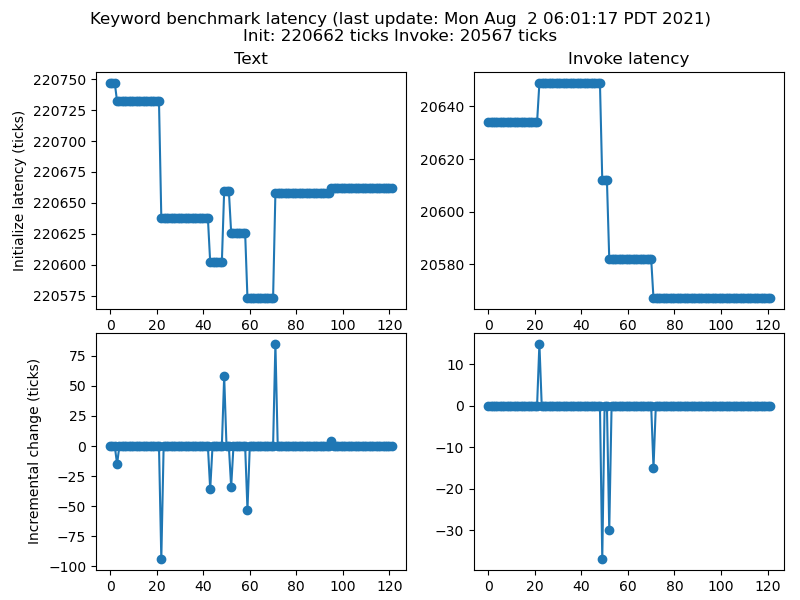 Keyword benchmark latency (last update: Mon Aug  2 06:01:17 PDT 2021)
Init: 220662 ticks Invoke: 20567 ticks
Text
Invoke latency
Initialize latency (ticks)
220750
220725
220700
220675
220650
220625
220600
220575
0 20 40 60 80 100 120
20640
20620
20600
20580
0 20 40 60 80 100 120
Incremental change (ticks)
75
50
25
0
−25
−50
−75
−100
0 20 40 60 80 100 120
10
0
−10
−20
−30
0 20 40 60 80 100 120